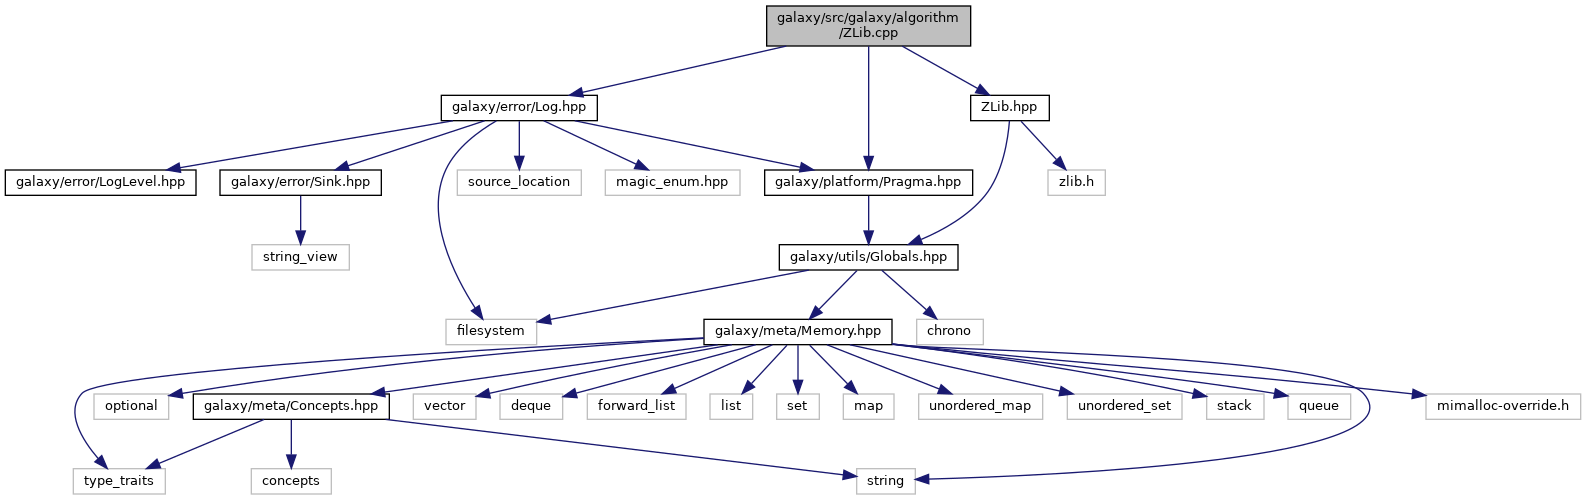 galaxy/src/galaxy/algorithm
/ZLib.cpp
galaxy/error/Log.hpp
ZLib.hpp
galaxy/error/LogLevel.hpp
galaxy/error/Sink.hpp
source_location
magic_enum.hpp
galaxy/platform/Pragma.hpp
zlib.h
string_view
galaxy/utils/Globals.hpp
filesystem
galaxy/meta/Memory.hpp
chrono
optional
galaxy/meta/Concepts.hpp
vector
deque
forward_list
list
set
map
unordered_map
unordered_set
stack
queue
mimalloc-override.h
type_traits
concepts
string